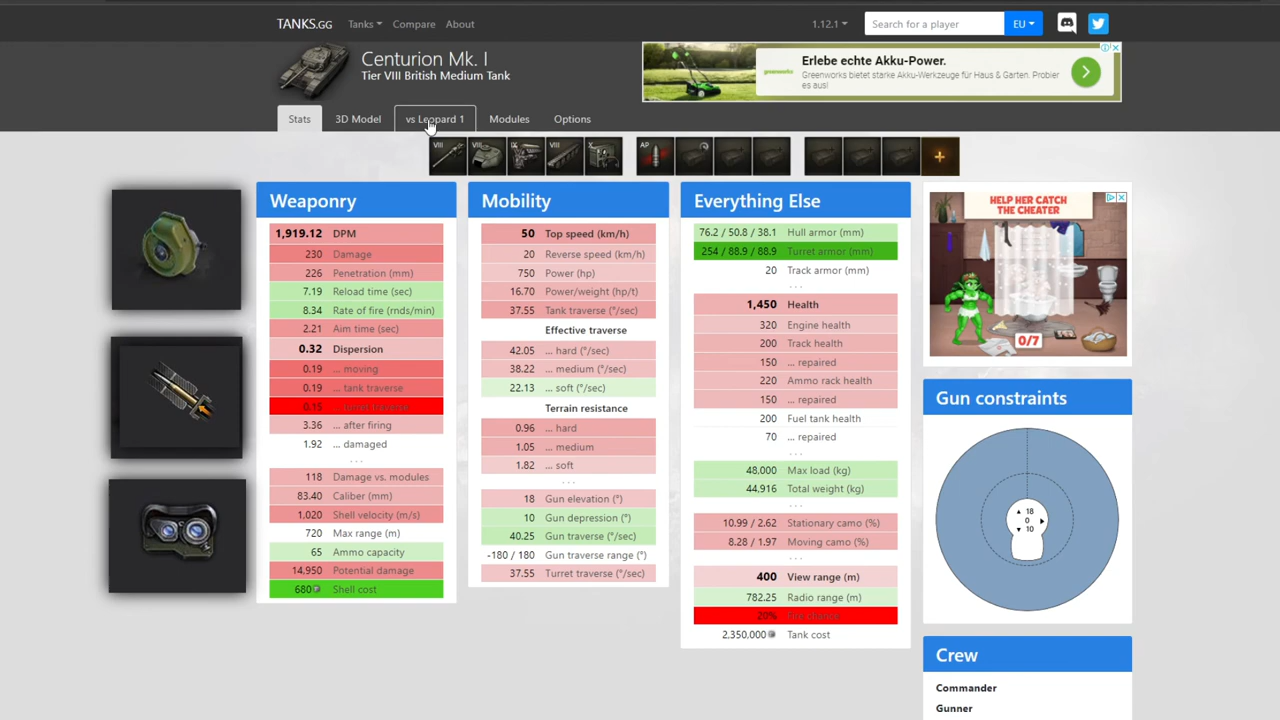 TANKS.GG Tanks Compare About 1.12.1 Search for a player EU
Centurion Mk. I
Tier VIII British Medium Tank
greenworks
Erlebe echte Akku-Power.
Greenworks bietet starke Akku-Werkzeuge für Haus & Garten. Probier
es aus!
Stats 3D Model vs Leopard 1 Modules Options
VIII VIII IX VIII X AP
Weaponry
1,919.12 DPM
230 Damage
226 Penetration (mm)
7.19 Reload time (sec)
8.34 Rate of fire (rnds/min)
2.21 Aim time (sec)
0.32 Dispersion
0.19 ... moving
0.19 ... tank traverse
0.15 ... turret traverse
3.36 ... after firing
1.92 ... damaged
...
118 Damage vs. modules
83.40 Caliber (mm)
1,020 Shell velocity (m/s)
720 Max range (m)
65 Ammo capacity
14,950 Potential damage
680 Shell cost
Mobility
50 Top speed (km/h)
20 Reverse speed (km/h)
750 Power (hp)
16.70 Power/weight (hp/t)
37.55 Tank traverse (°/sec)
Effective traverse
42.05 ... hard (°/sec)
38.22 ... medium (°/sec)
22.13 ... soft (°/sec)
Terrain resistance
0.96 ... hard
1.05 ... medium
1.82 ... soft
...
18 Gun elevation (°)
10 Gun depression (°)
40.25 Gun traverse (°/sec)
-180 / 180 Gun traverse range (°)
37.55 Turret traverse (°/sec)
Everything Else
76.2 / 50.8 / 38.1 Hull armor (mm)
254 / 88.9 / 88.9 Turret armor (mm)
20 Track armor (mm)
...
1,450 Health
320 Engine health
200 Track health
150 ... repaired
220 Ammo rack health
150 ... repaired
200 Fuel tank health
70 ... repaired
...
48,000 Max load (kg)
44,916 Total weight (kg)
...
10.99 / 2.62 Stationary camo (%)
8.28 / 1.97 Moving camo (%)
...
400 View range (m)
782.25 Radio range (m)
20% Fire chance
2,350,000 Tank cost
HELP HER CATCH
THE CHEATER
0/7
Gun constraints
18
0
10
Crew
Commander
Gunner